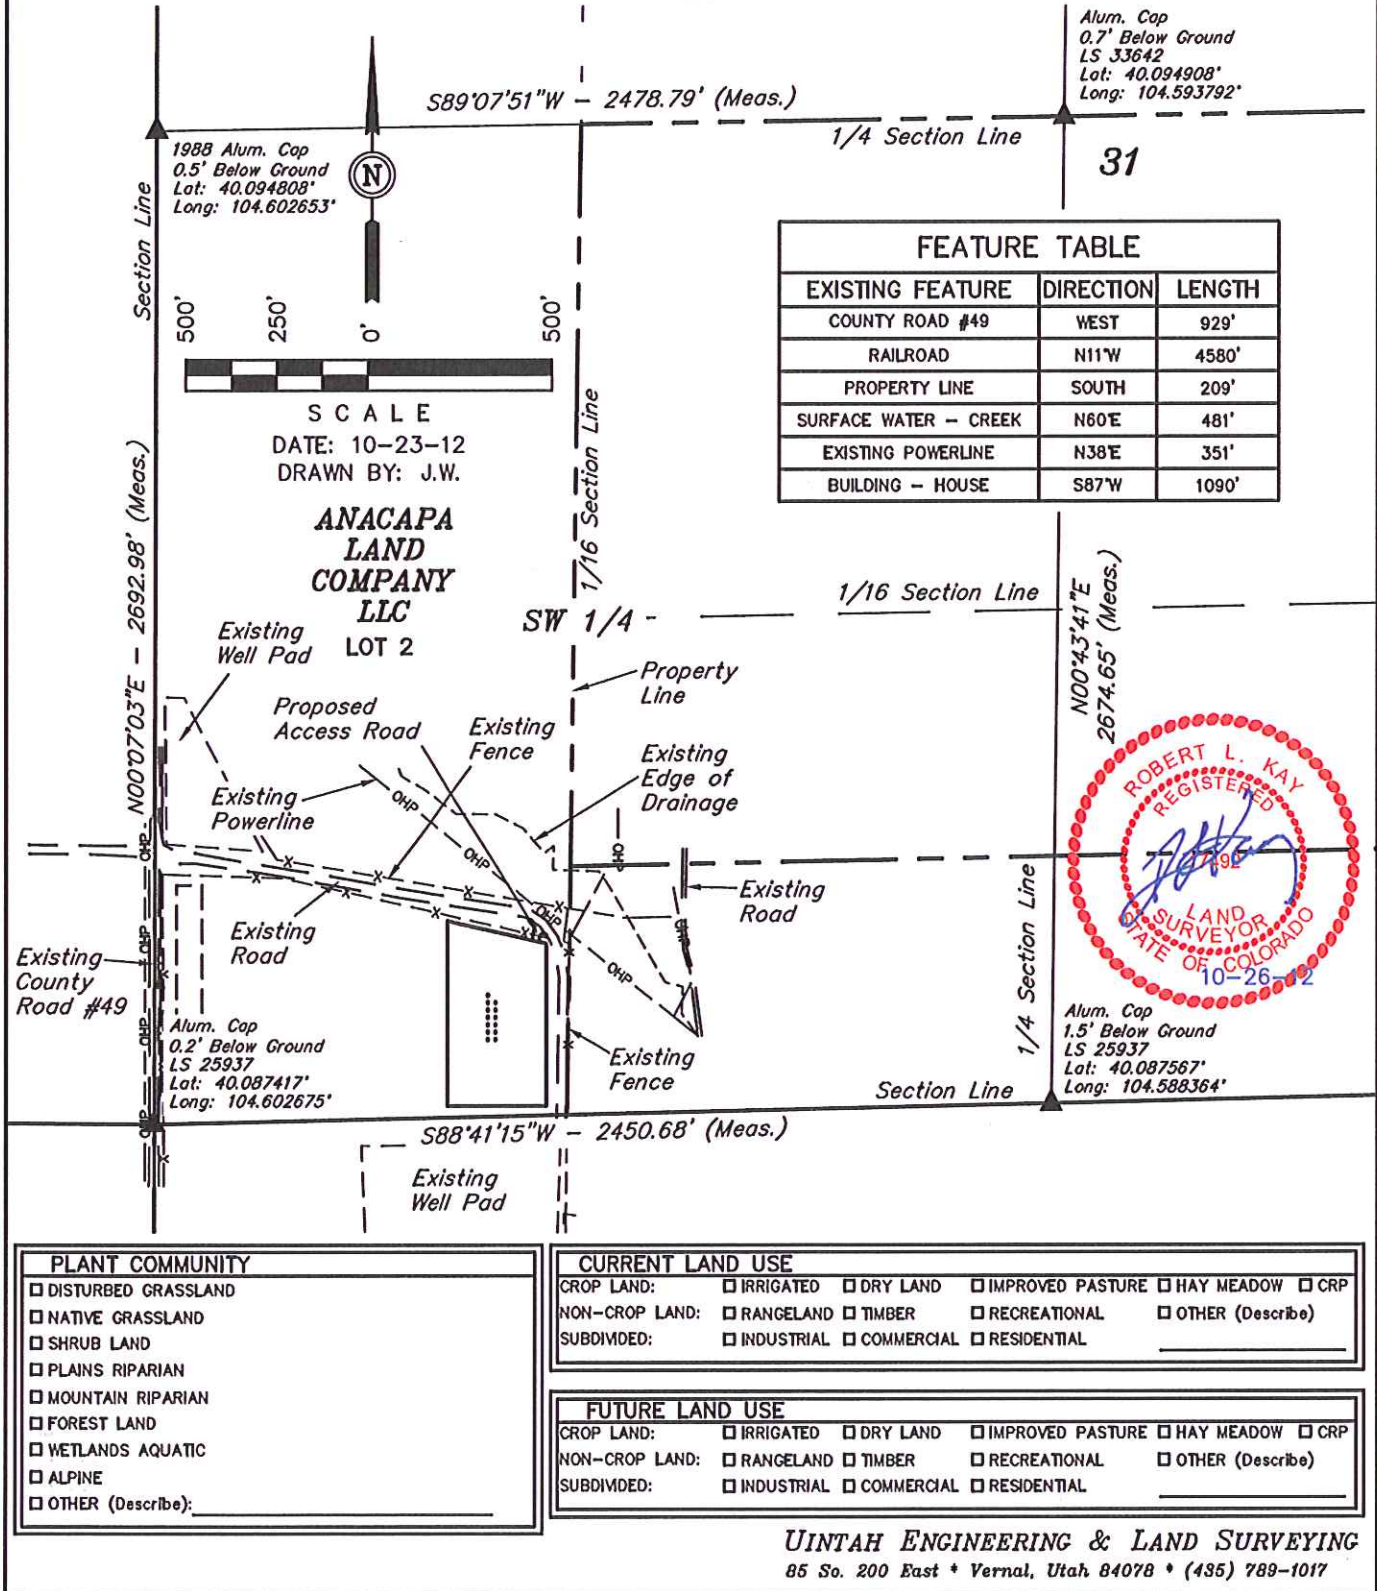 Alum. Cap
0.7' Below Ground
LS 33642
Lat: 40.094908°
Long: 104.593792°
S89°07'51"W - 2478.79' (Meas.)
1/4 Section Line
31
1988 Alum. Cap
0.5' Below Ground
Lat: 40.094808°
Long: 104.602653°
N
Section Line
500'
250'
0'
500'
SCALE
DATE: 10-23-12
DRAWN BY: J.W.
FEATURE TABLE
EXISTING FEATURE DIRECTION LENGTH
COUNTY ROAD #49 WEST 929'
RAILROAD N11°W 4580'
PROPERTY LINE SOUTH 209'
SURFACE WATER - CREEK N60°E 481'
EXISTING POWERLINE N38°E 351'
BUILDING - HOUSE S87°W 1090'
1/16 Section Line
N00°07'03"E - 2692.98' (Meas.)
ANACAPA
LAND
COMPANY
LLC
LOT 2
SW 1/4
1/16 Section Line
N00°43'41"E
2674.65' (Meas.)
Existing
Well Pad
Property
Line
Proposed
Access Road
Existing
Fence
Existing
Edge of
Drainage
Existing
Powerline
OHP
OHP
OHP
OHP
OHP
OHP
OHP
OHP
OHP
OHP
Existing
Road
Existing
Road
Existing
County
Road #49
ROBERT L. KAY
REGISTERED
LAND
SURVEYOR
STATE OF COLORADO
10-26-12
1/4 Section Line
Alum. Cap
0.2' Below Ground
LS 25937
Lat: 40.087417°
Long: 104.602675°
Existing
Fence
Alum. Cap
1.5' Below Ground
LS 25937
Lat: 40.087567°
Long: 104.588364°
Section Line
S88°41'15"W - 2450.68' (Meas.)
Existing
Well Pad
PLANT COMMUNITY
DISTURBED GRASSLAND
NATIVE GRASSLAND
SHRUB LAND
PLAINS RIPARIAN
MOUNTAIN RIPARIAN
FOREST LAND
WETLANDS AQUATIC
ALPINE
OTHER (Describe):
CURRENT LAND USE
CROP LAND: IRRIGATED DRY LAND IMPROVED PASTURE HAY MEADOW CRP
NON-CROP LAND: RANGELAND TIMBER RECREATIONAL OTHER (Describe)
SUBDIVIDED: INDUSTRIAL COMMERCIAL RESIDENTIAL
FUTURE LAND USE
CROP LAND: IRRIGATED DRY LAND IMPROVED PASTURE HAY MEADOW CRP
NON-CROP LAND: RANGELAND TIMBER RECREATIONAL OTHER (Describe)
SUBDIVIDED: INDUSTRIAL COMMERCIAL RESIDENTIAL
UINTAH ENGINEERING & LAND SURVEYING
85 So. 200 East * Vernal, Utah 84078 * (435) 789-1017